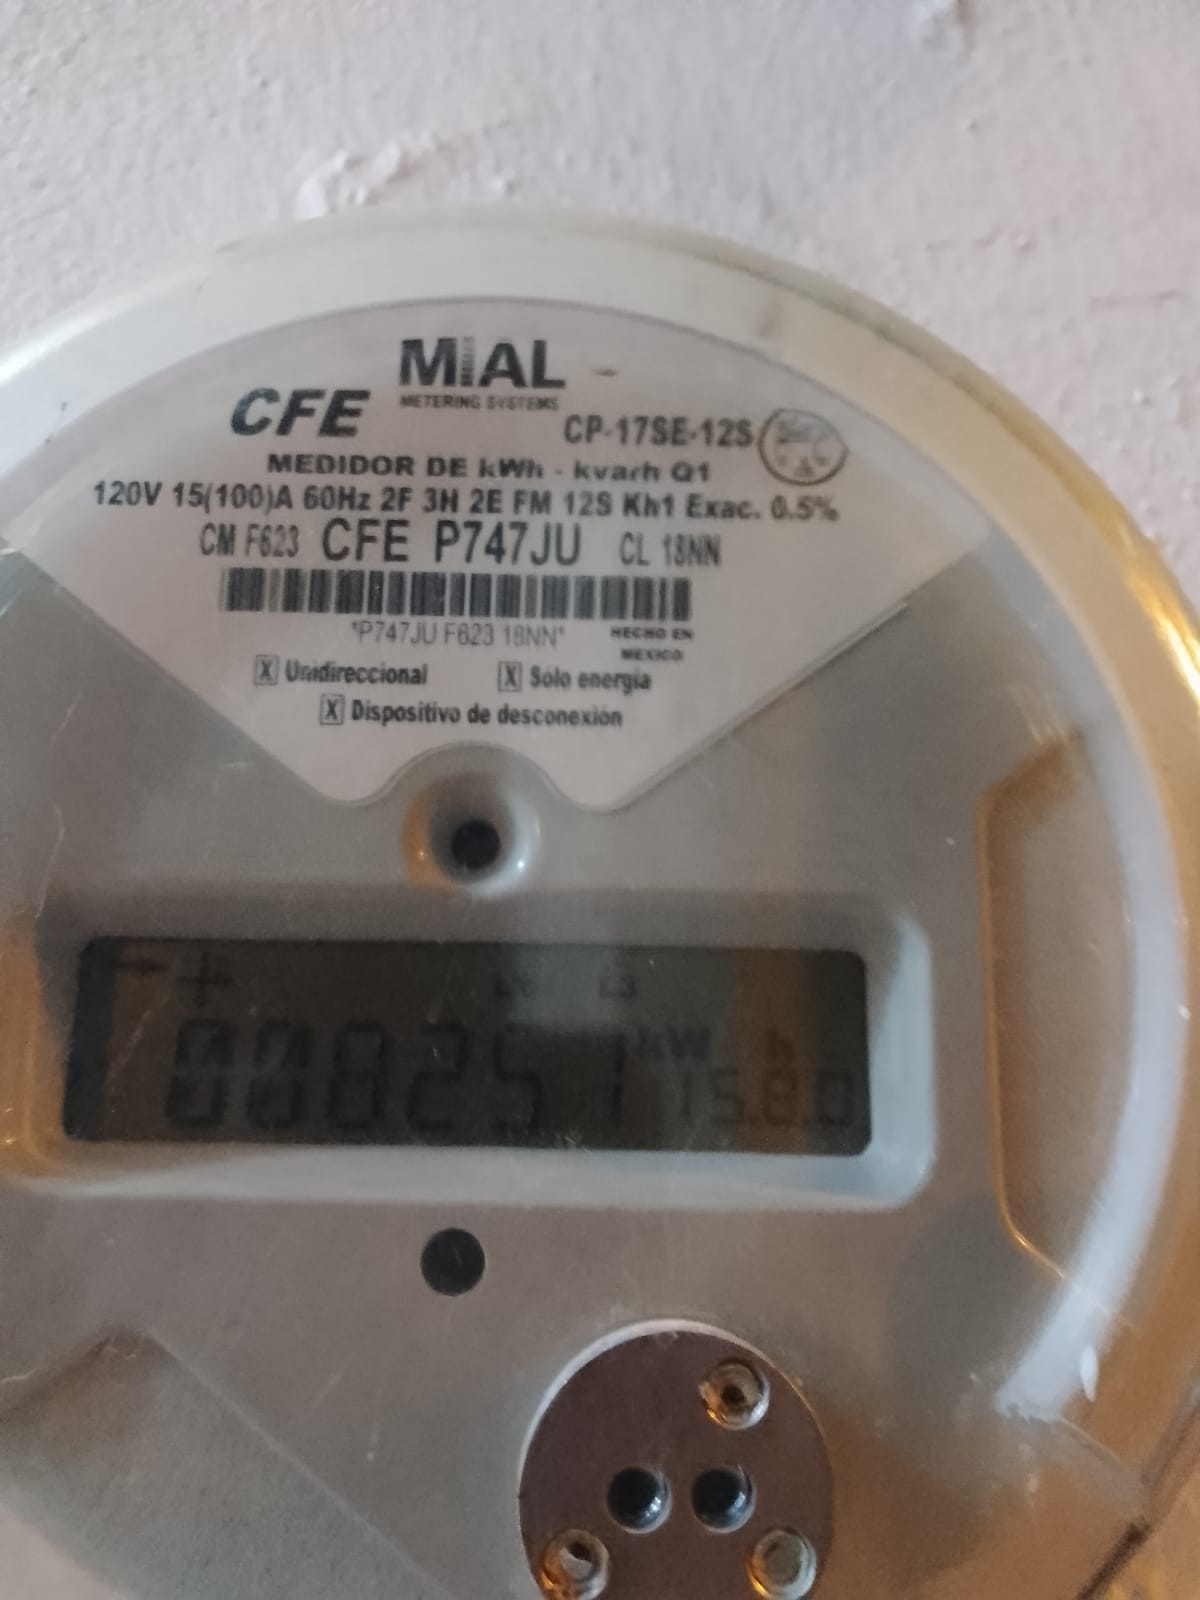 MIAL
METERING SYSTEMS
CFE
CP-17SE-12S
MEDIDOR DE kWh - kvarh Q1
120V 15(100)A 60Hz 2F 3H 2E FM 12S Kh1 Exac. 0.5%
CM F623 CFE P747JU CL 18NN
*P747JU F623 18NN*
HECHO EN
MEXICO
X Unidireccional X Sólo energía
X Dispositivo de desconexión
kW h
15.8.0